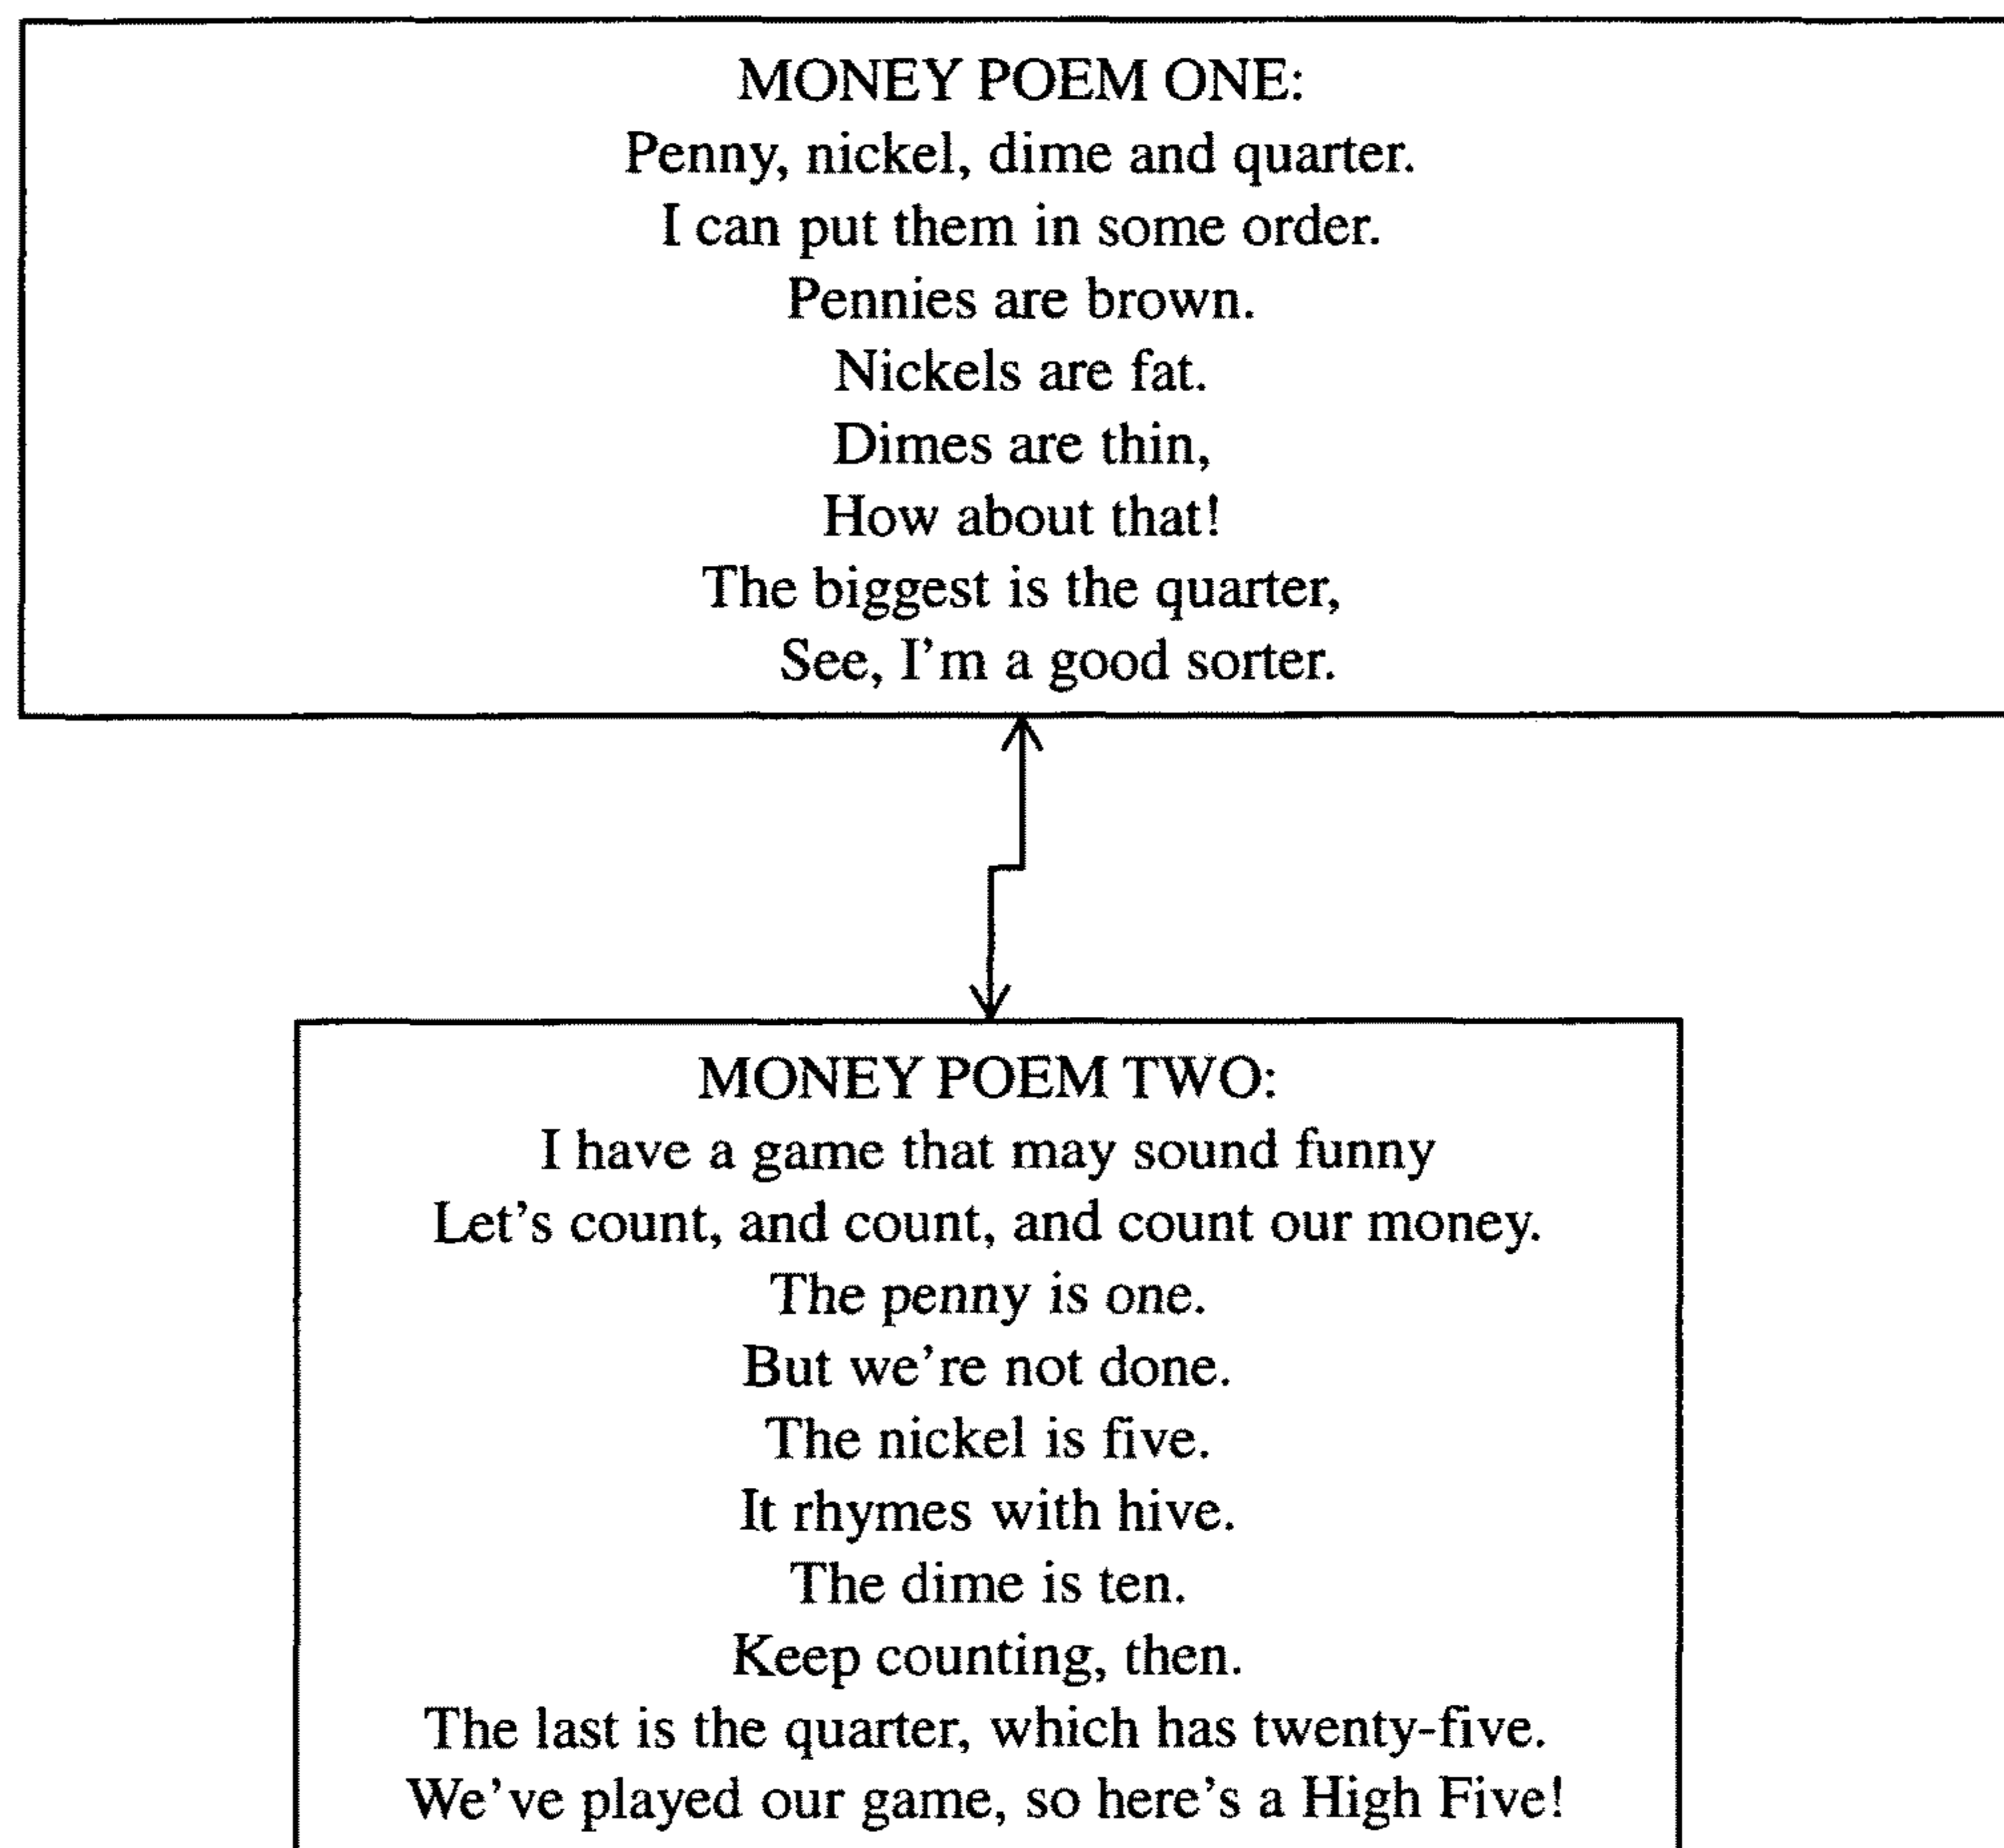 MONEY POEM ONE:
Penny, nickel, dime and quarter.
I can put them in some order.
Pennies are brown.
Nickels are fat.
Dimes are thin,
How about that!
The biggest is the quarter,
See, I'm a good sorter.
MONEY POEM TWO:
I have a game that may sound funny
Let's count, and count, and count our money.
The penny is one.
But we're not done.
The nickel is five.
It rhymes with hive.
The dime is ten.
Keep counting, then.
The last is the quarter, which has twenty-five.
We've played our game, so here's a High Five!